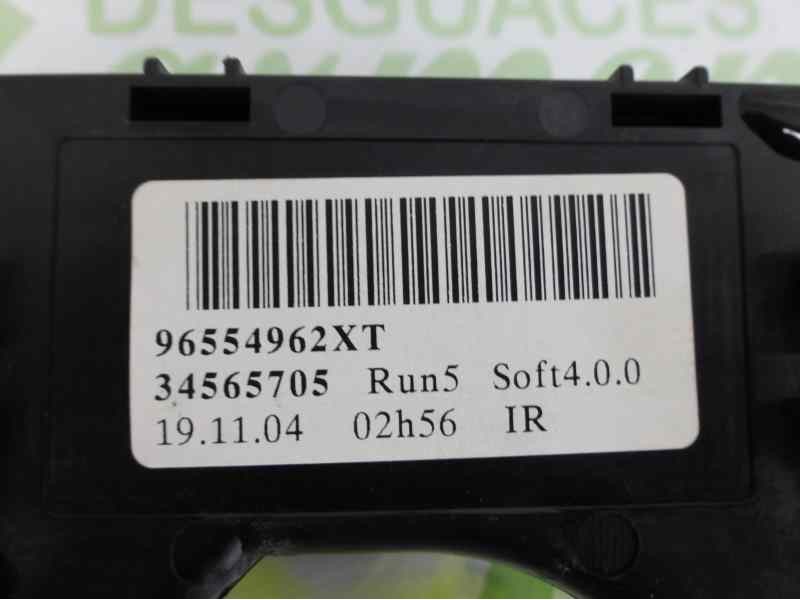 DESGUACES
96554962XT
34565705 Run5 Soft4.0.0
19.11.04 02h56 IR